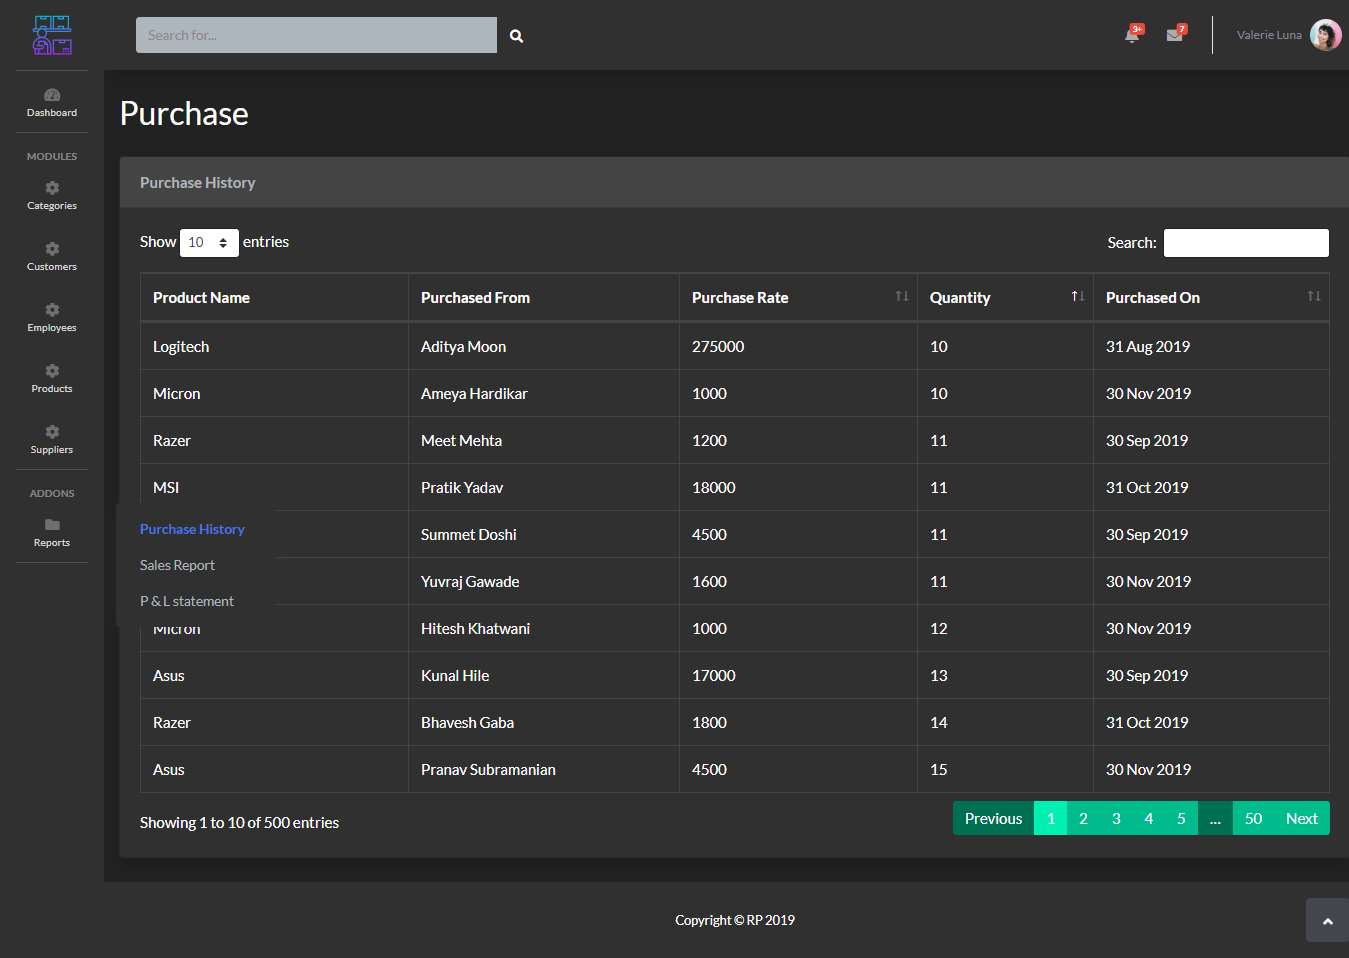 Search for...
3+
7
Valerie Luna
Dashboard
MODULES
Categories
Customers
Employees
Products
Suppliers
ADDONS
Reports
Purchase
Purchase History
Show 10 entries
Search:
Product Name Purchased From Purchase Rate Quantity Purchased On
Logitech Aditya Moon 275000 10 31 Aug 2019
Micron Ameya Hardikar 1000 10 30 Nov 2019
Razer Meet Mehta 1200 11 30 Sep 2019
MSI Pratik Yadav 18000 11 31 Oct 2019
Summet Doshi 4500 11 30 Sep 2019
Yuvraj Gawade 1600 11 30 Nov 2019
Micron Hitesh Khatwani 1000 12 30 Nov 2019
Asus Kunal Hile 17000 13 30 Sep 2019
Razer Bhavesh Gaba 1800 14 31 Oct 2019
Asus Pranav Subramanian 4500 15 30 Nov 2019
Purchase History
Sales Report
P & L statement
Showing 1 to 10 of 500 entries
Previous 1 2 3 4 5 ... 50 Next
Copyright © RP 2019